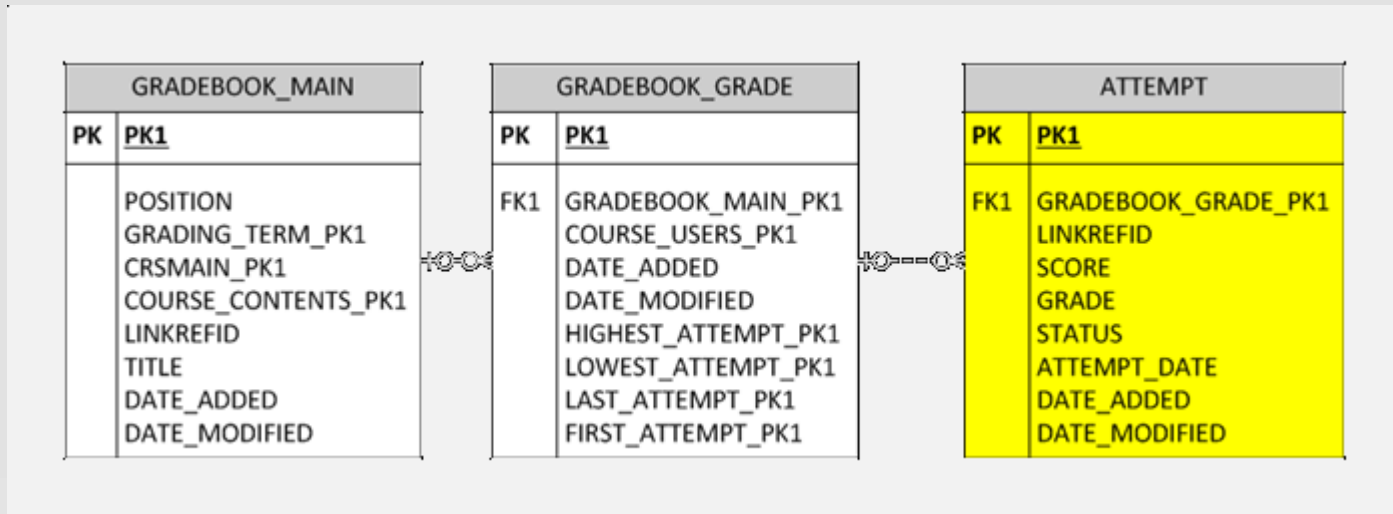 GRADEBOOK_MAIN
PK PK1
POSITION
GRADING_TERM_PK1
CRSMAIN_PK1
COURSE_CONTENTS_PK1
LINKREFID
TITLE
DATE_ADDED
DATE_MODIFIED
GRADEBOOK_GRADE
PK PK1
FK1 GRADEBOOK_MAIN_PK1
COURSE_USERS_PK1
DATE_ADDED
DATE_MODIFIED
HIGHEST_ATTEMPT_PK1
LOWEST_ATTEMPT_PK1
LAST_ATTEMPT_PK1
FIRST_ATTEMPT_PK1
ATTEMPT
PK PK1
FK1 GRADEBOOK_GRADE_PK1
LINKREFID
SCORE
GRADE
STATUS
ATTEMPT_DATE
DATE_ADDED
DATE_MODIFIED